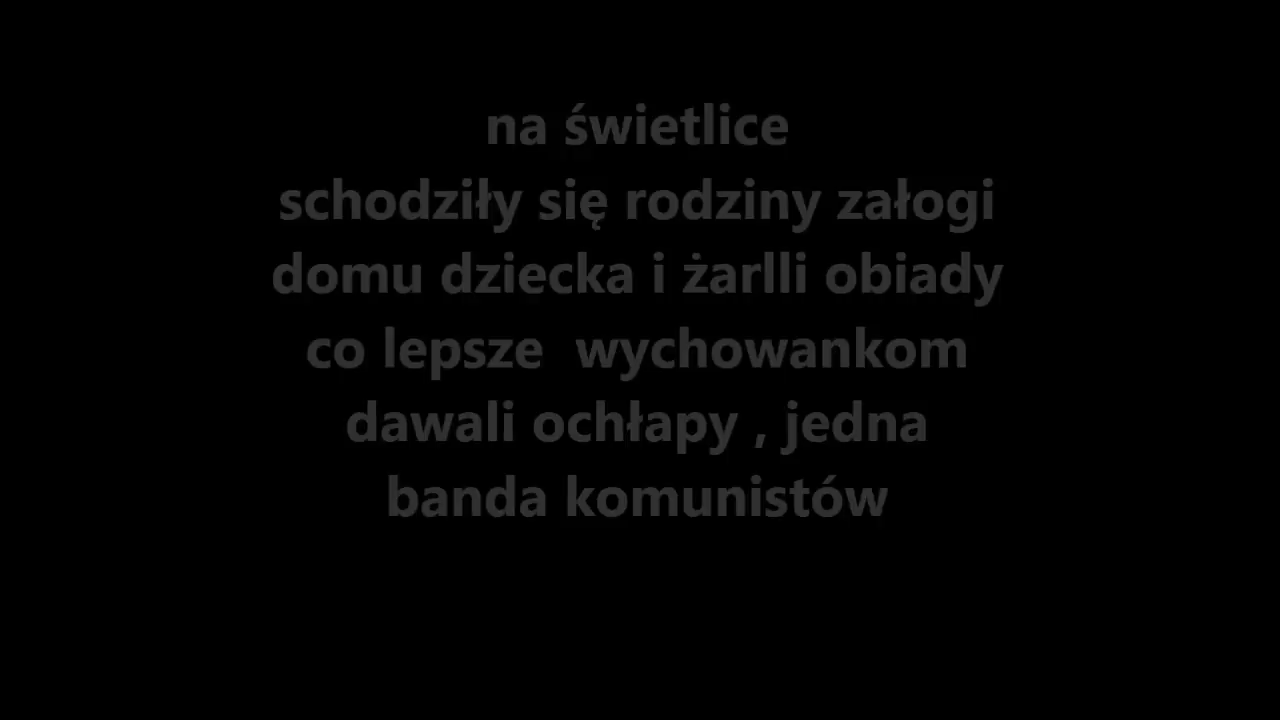 na świetlice
schodziły się rodziny załogi
domu dziecka i żarlli obiady
co lepsze  wychowankom
dawali ochłapy , jedna
banda komunistów